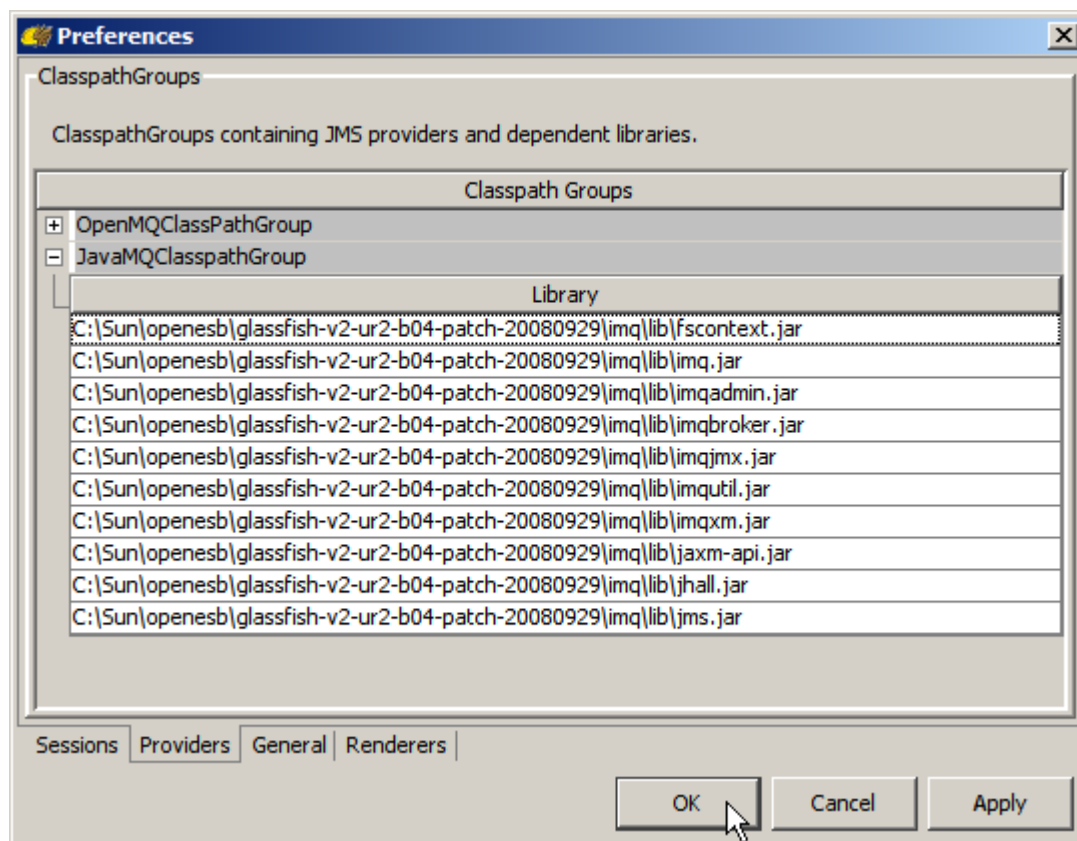 Preferences
ClasspathGroups
ClasspathGroups containing JMS providers and dependent libraries.
Classpath Groups
OpenMQClassPathGroup
JavaMQClasspathGroup
Library
C:\Sun\openesb\glassfish-v2-ur2-b04-patch-20080929\imq\lib\fscontext.jar
C:\Sun\openesb\glassfish-v2-ur2-b04-patch-20080929\imq\lib\imq.jar
C:\Sun\openesb\glassfish-v2-ur2-b04-patch-20080929\imq\lib\imqadmin.jar
C:\Sun\openesb\glassfish-v2-ur2-b04-patch-20080929\imq\lib\imqbroker.jar
C:\Sun\openesb\glassfish-v2-ur2-b04-patch-20080929\imq\lib\imqjmx.jar
C:\Sun\openesb\glassfish-v2-ur2-b04-patch-20080929\imq\lib\imqutil.jar
C:\Sun\openesb\glassfish-v2-ur2-b04-patch-20080929\imq\lib\imqxm.jar
C:\Sun\openesb\glassfish-v2-ur2-b04-patch-20080929\imq\lib\jaxm-api.jar
C:\Sun\openesb\glassfish-v2-ur2-b04-patch-20080929\imq\lib\jhall.jar
C:\Sun\openesb\glassfish-v2-ur2-b04-patch-20080929\imq\lib\jms.jar
Sessions Providers General Renderers
OK Cancel Apply